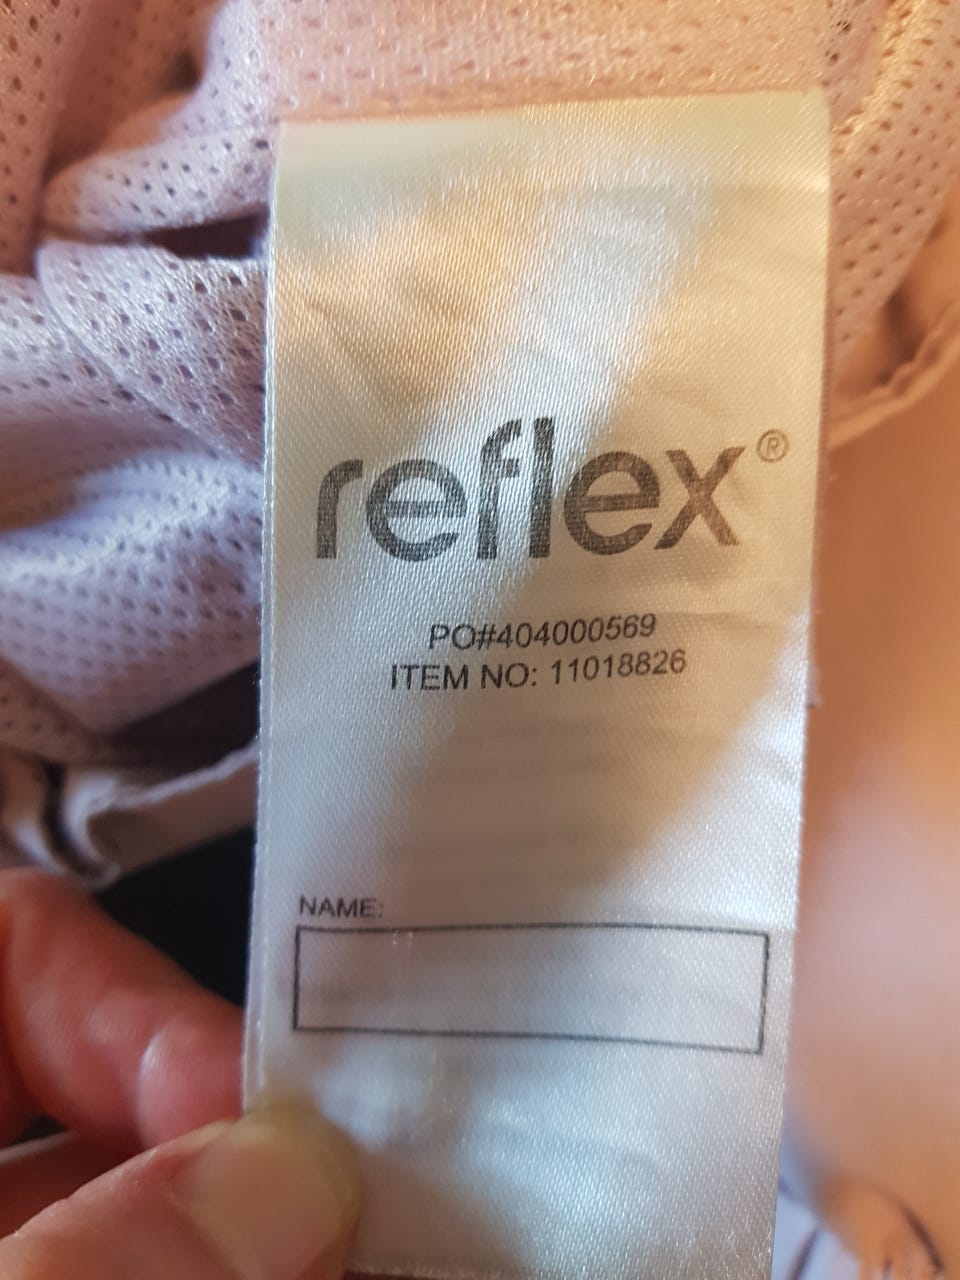 reflex®
PO#404000569
ITEM NO: 11018826
NAME: